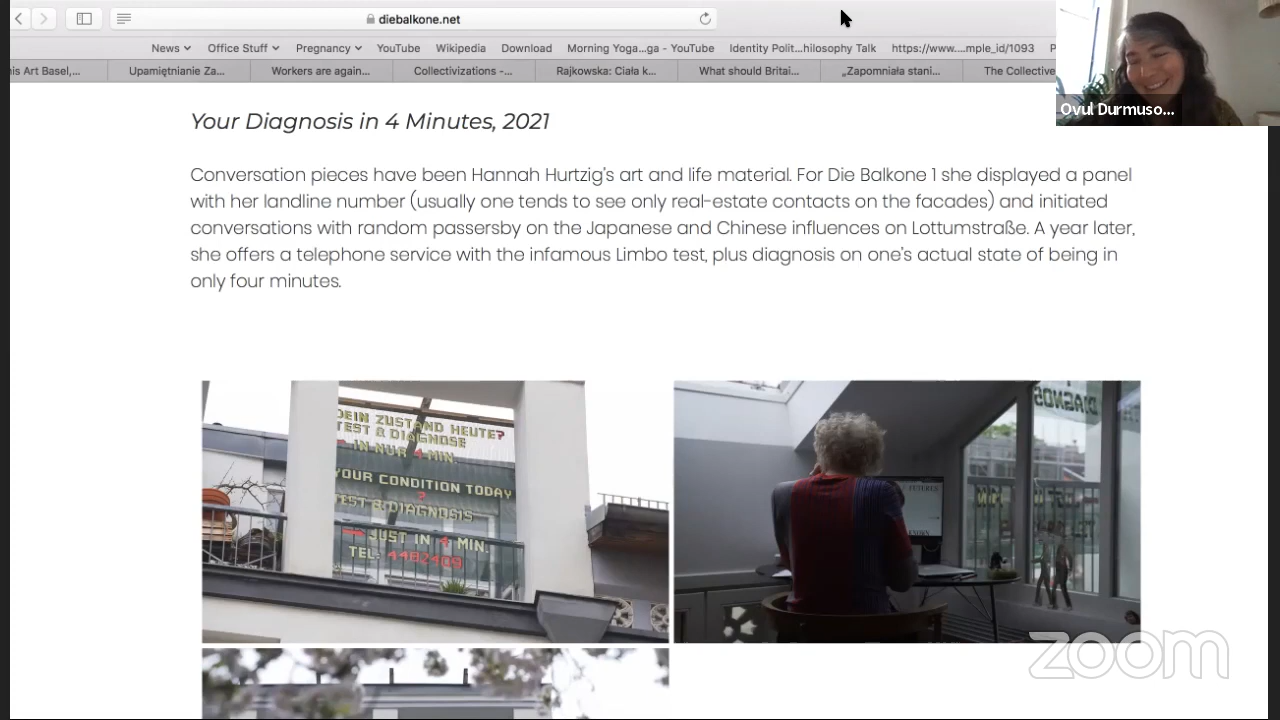 diebalkone.net
News Office Stuff Pregnancy YouTube Wikipedia Download Morning Yoga...ga - YouTube Identity Polit...hilosophy Talk https://www....mple_id/1093 P
is Art Basel,... Upamiętnianie Za... Workers are again... Collectivizations -... Rajkowska: Ciała k... What should Britai... „Zapomniała stani... The Collective
Ovul Durmuso...
Your Diagnosis in 4 Minutes, 2021
Conversation pieces have been Hannah Hurtzig's art and life material. For Die Balkone 1 she displayed a panel
with her landline number (usually one tends to see only real-estate contacts on the facades) and initiated
conversations with random passersby on the Japanese and Chinese influences on Lottumstraße. A year later,
she offers a telephone service with the infamous Limbo test, plus diagnosis on one's actual state of being in
only four minutes.
DEIN ZUSTAND HEUTE?
TEST & DIAGNOSE
IN NUR 4 MIN
YOUR CONDITION TODAY
?
TEST & DIAGNOSIS
JUST IN 4 MIN.
TEL. 4482408
FUTURES
zoom